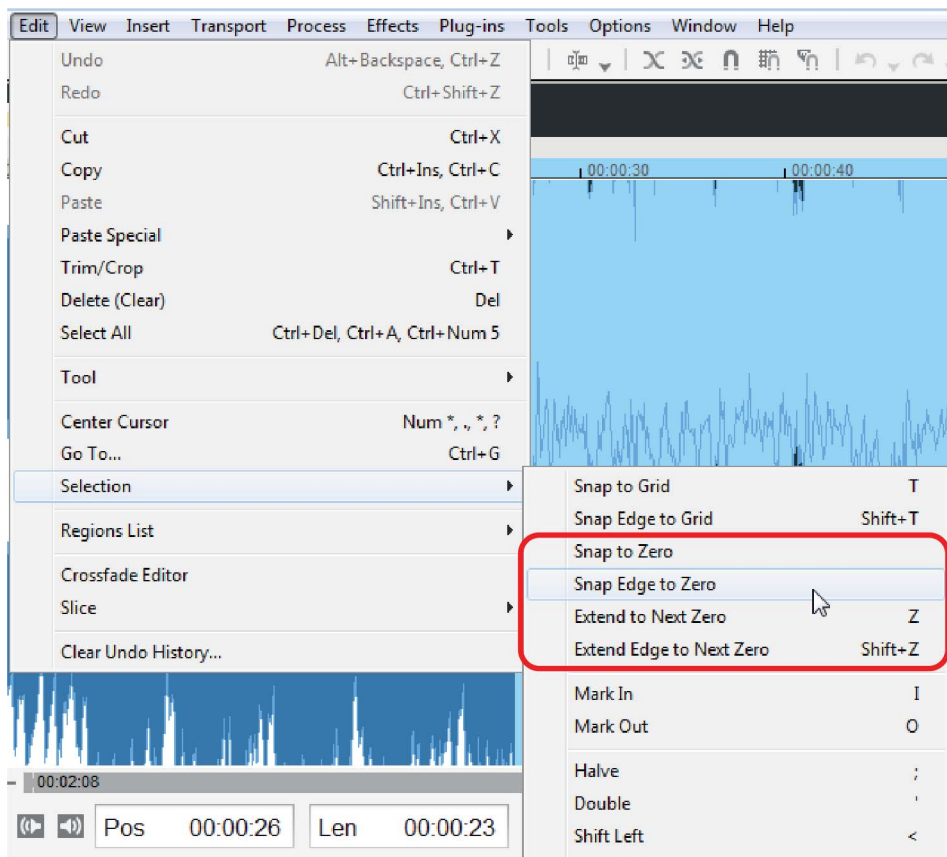 Edit View Insert Transport Process Effects Plug-ins Tools Options Window Help
Undo Alt+Backspace, Ctrl+Z
Redo Ctrl+Shift+Z
Cut Ctrl+X
Copy Ctrl+Ins, Ctrl+C
Paste Shift+Ins, Ctrl+V
Paste Special
Trim/Crop Ctrl+T
Delete (Clear) Del
Select All Ctrl+Del, Ctrl+A, Ctrl+Num 5
Tool
Center Cursor Num *, ., *, ?
Go To... Ctrl+G
Selection
Regions List
Crossfade Editor
Slice
Clear Undo History...
00:00:30 00:00:40
Snap to Grid T
Snap Edge to Grid Shift+T
Snap to Zero
Snap Edge to Zero
Extend to Next Zero Z
Extend Edge to Next Zero Shift+Z
Mark In I
Mark Out O
Halve ;
Double '
Shift Left <
00:02:08
Pos 00:00:26 Len 00:00:23